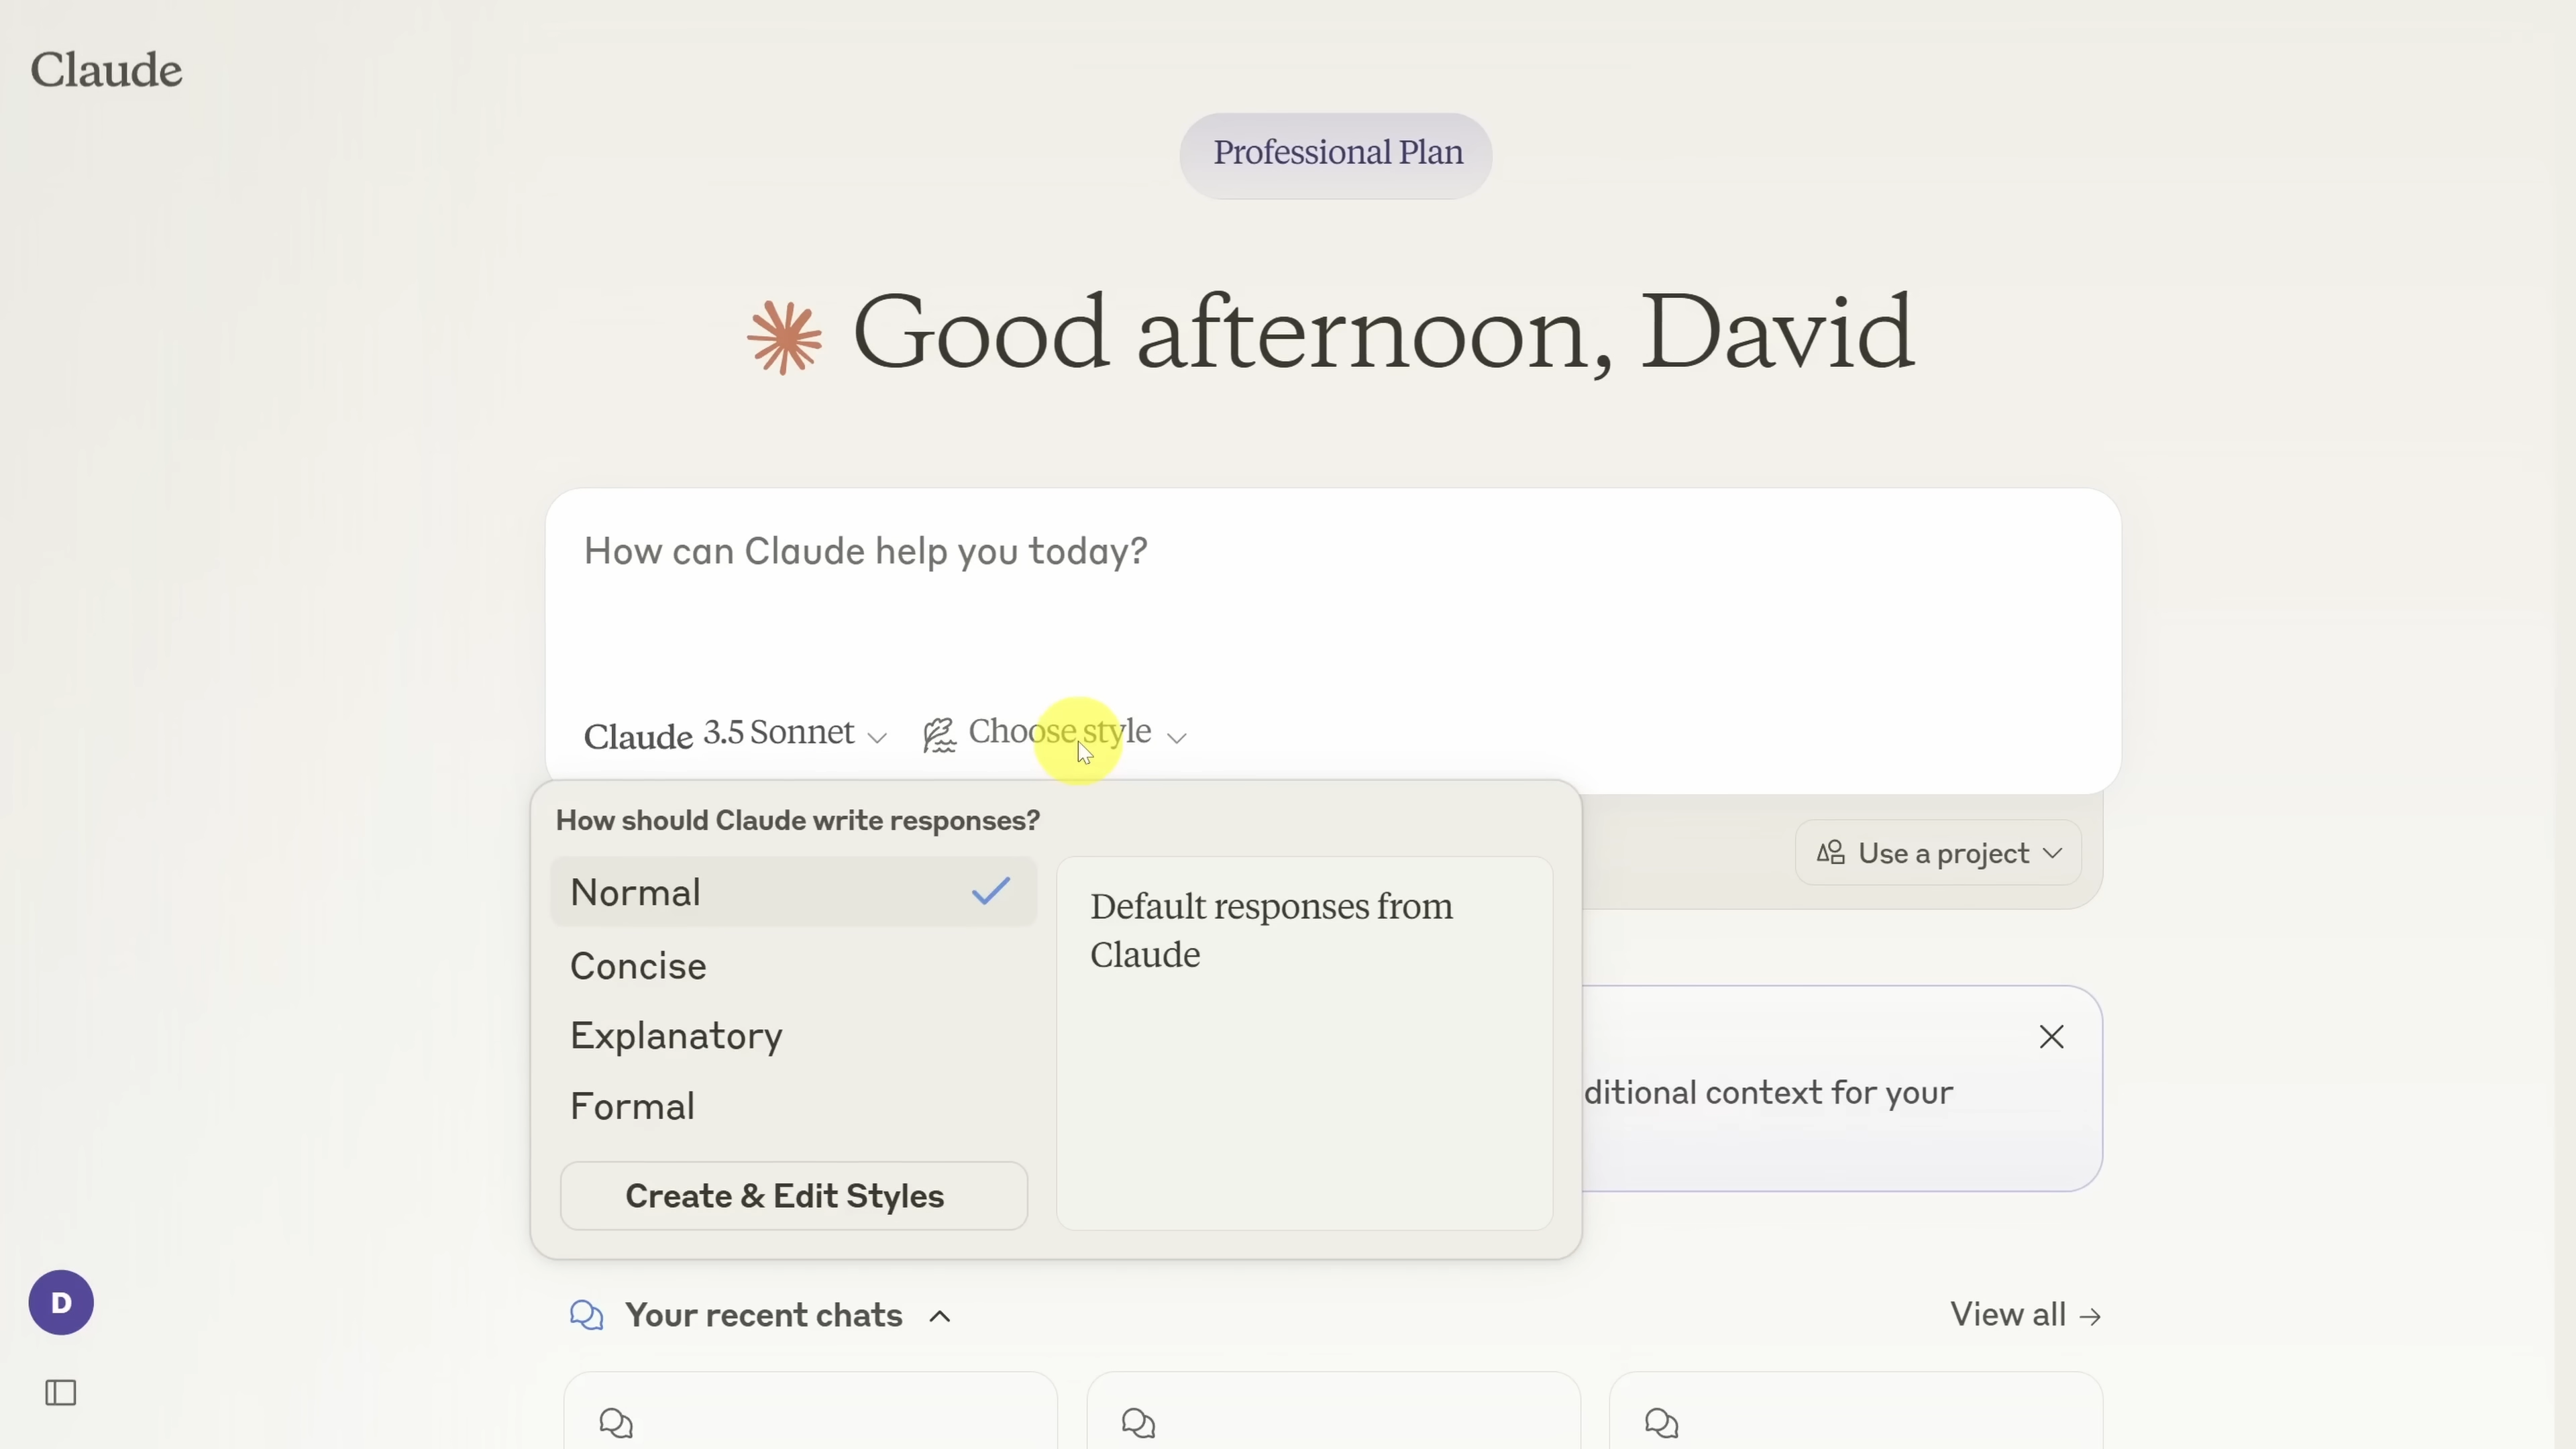 Claude
Professional Plan
Good afternoon, David
How can Claude help you today?
Claude 3.5 Sonnet Choose style
How should Claude write responses?
Normal
Concise
Explanatory
Formal
Create & Edit Styles
Default responses from
Claude
Use a project
ditional context for your
D
Your recent chats
View all →